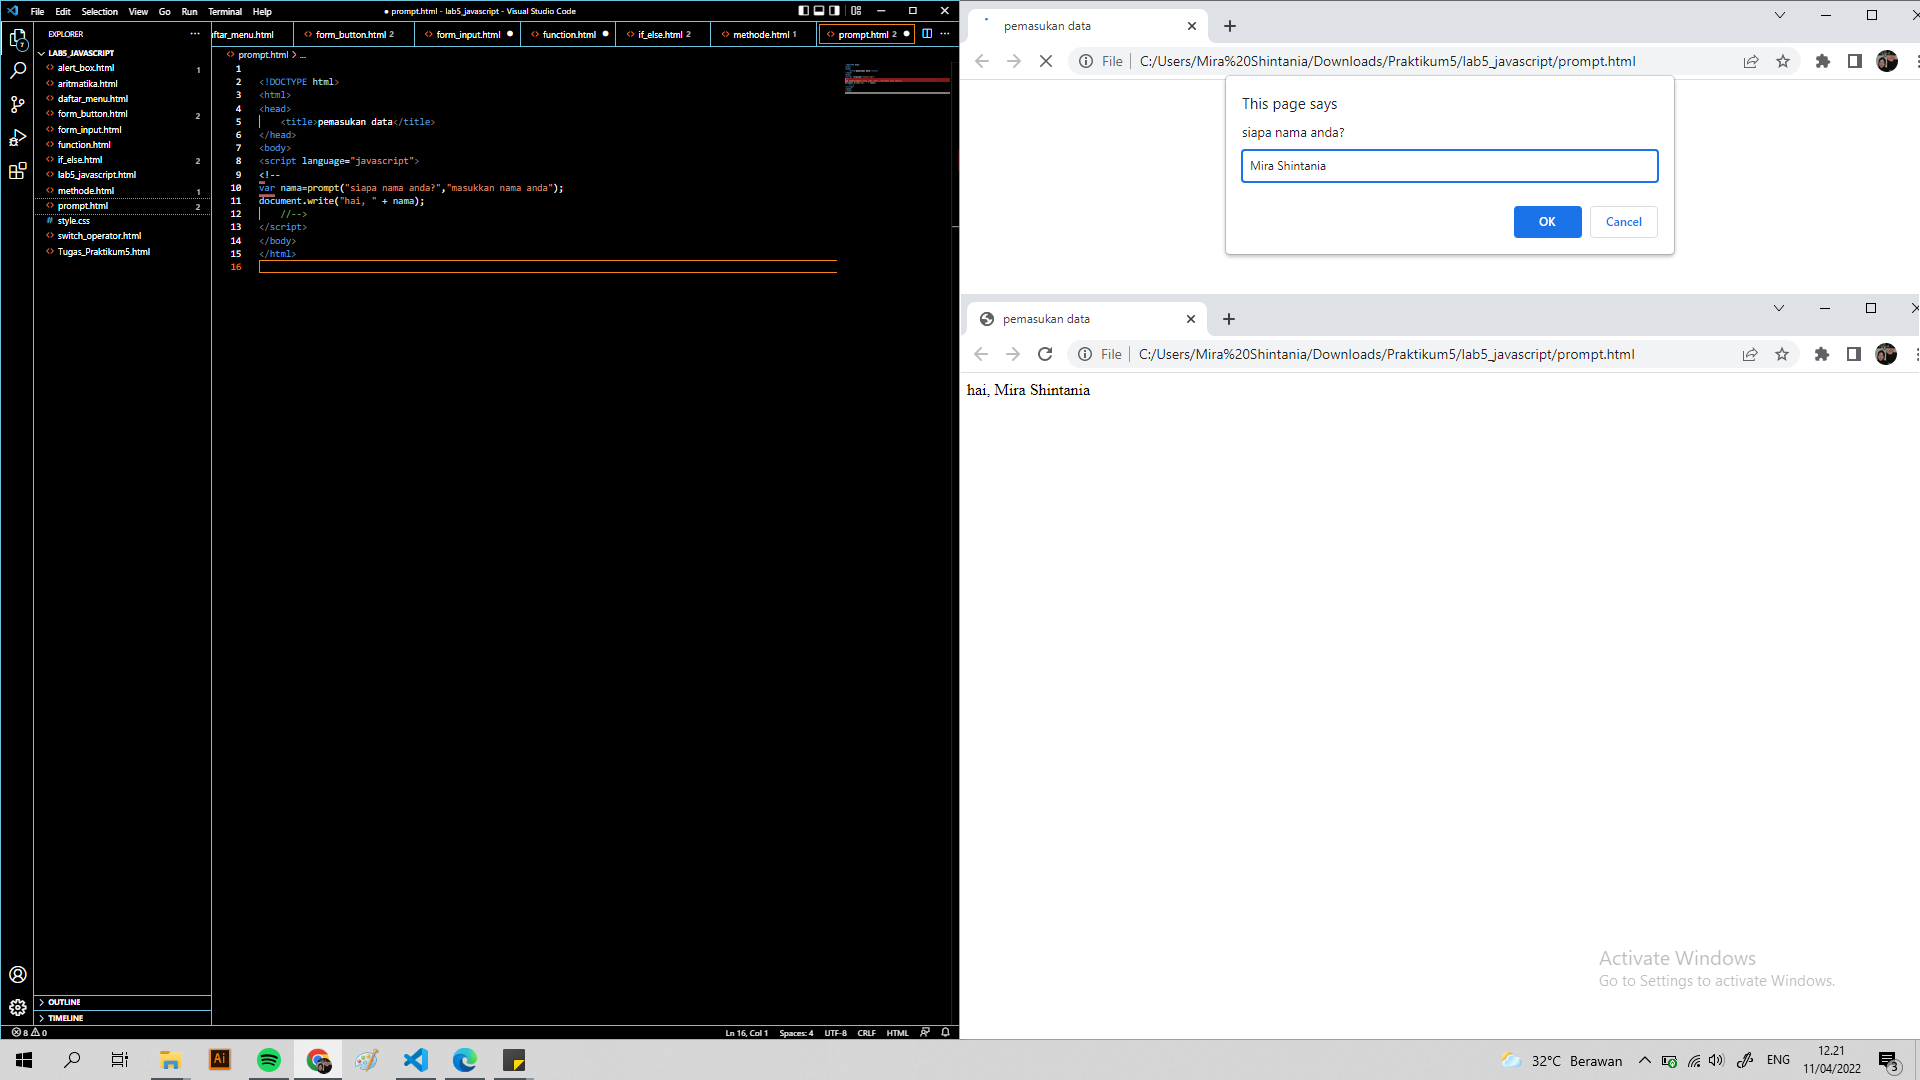 File Edit Selection View Go Run Terminal Help
● prompt.html - lab5_javascript - Visual Studio Code
EXPLORER
LAB5_JAVASCRIPT
alert_box.html 1
aritmatika.html
daftar_menu.html
form_button.html 2
form_input.html
function.html
if_else.html 2
lab5_javascript.html
methode.html 1
prompt.html 2
style.css
switch_operator.html
Tugas_Praktikum5.html
OUTLINE
TIMELINE
7
ftar_menu.html form_button.html 2 form_input.html function.html if_else.html 2 methode.html 1 prompt.html 2
prompt.html > ...
1
2 <!DOCTYPE html>
3 <html>
4 <head>
5 <title>pemasukan data</title>
6 </head>
7 <body>
8 <script language="javascript">
9 <!--
10 var nama=prompt("siapa nama anda?","masukkan nama anda");
11 document.write("hai, " + nama);
12 //-->
13 </script>
14 </body>
15 </html>
16
8 0
Ln 16, Col 1 Spaces: 4 UTF-8 CRLF HTML
pemasukan data
File C:/Users/Mira%20Shintania/Downloads/Praktikum5/lab5_javascript/prompt.html
This page says
siapa nama anda?
Mira Shintania
OK Cancel
pemasukan data
File C:/Users/Mira%20Shintania/Downloads/Praktikum5/lab5_javascript/prompt.html
hai, Mira Shintania
Activate Windows
Go to Settings to activate Windows.
Ai
32°C Berawan
ENG
12.21
11/04/2022
3